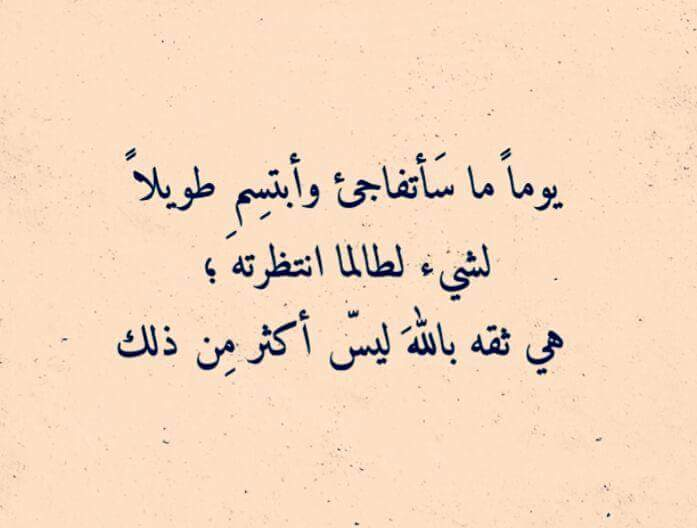 يوماً ما سَأتفاجئ وأبتسِم طويلاً
لشيء لطالما انتظرتهَ ؛
هي ثقه باللهَ ليسّ أكثر مِن ذلك